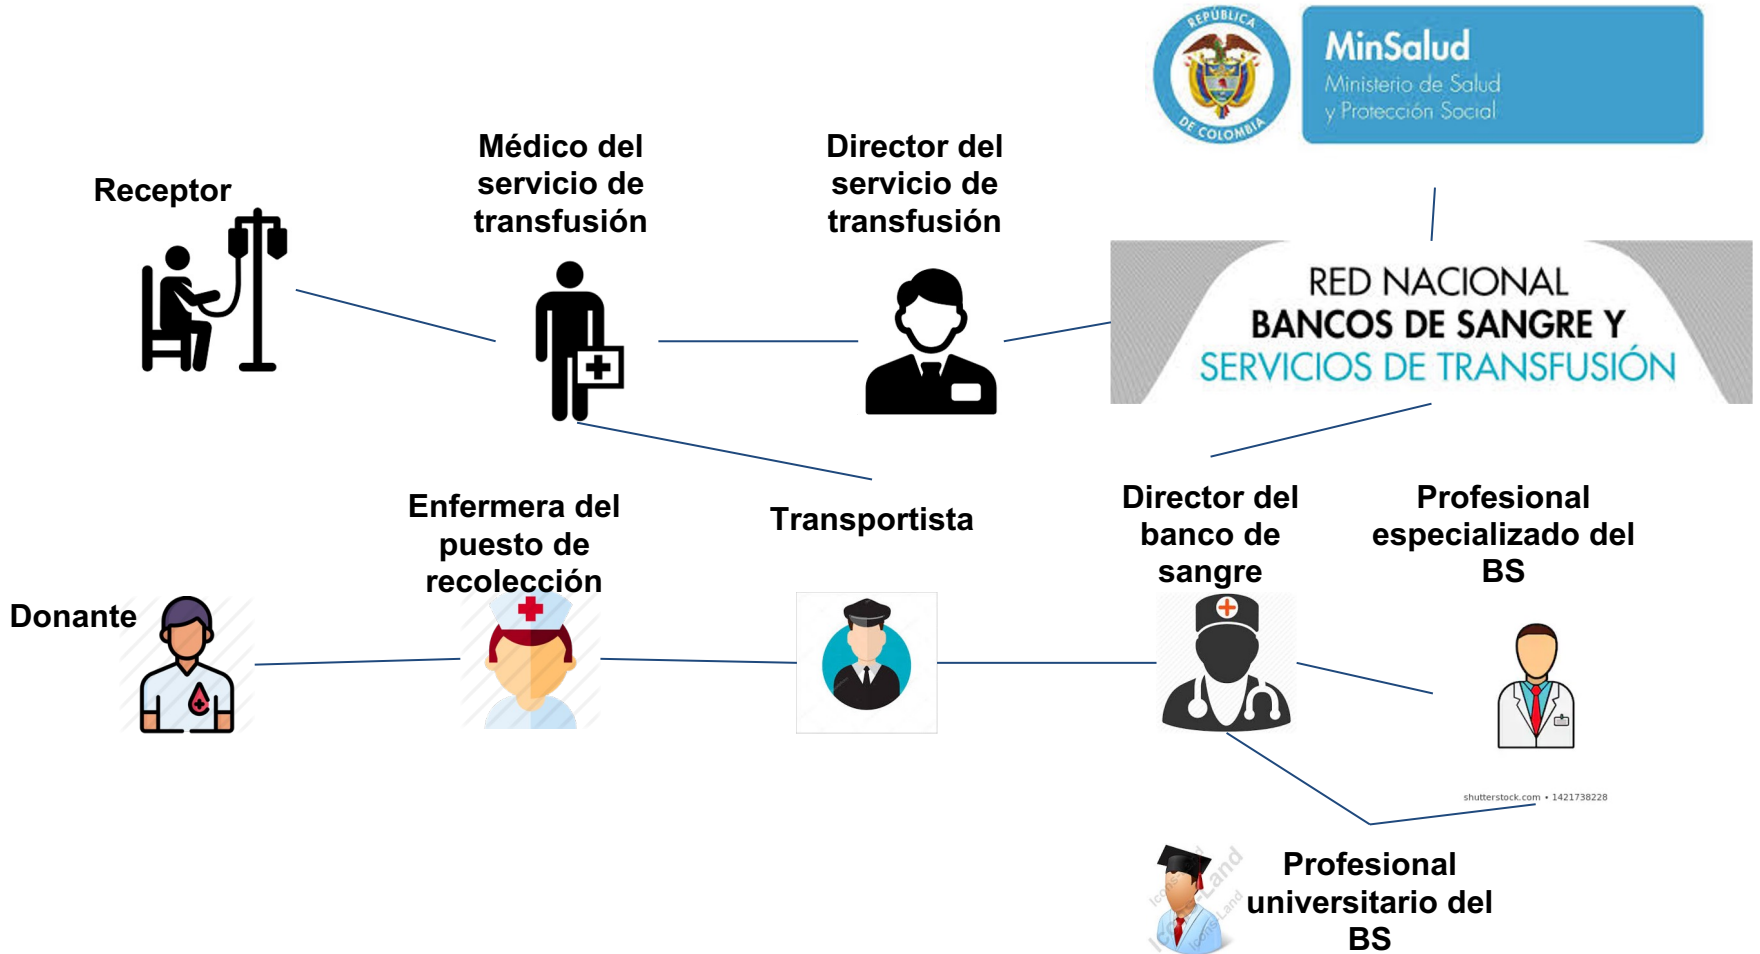 REPÚBLICA
DE COLOMBIA
MinSalud
Ministerio de Salud
y Protección Social
Receptor
Médico del
servicio de
transfusión
Director del
servicio de
transfusión
RED NACIONAL
BANCOS DE SANGRE Y
SERVICIOS DE TRANSFUSIÓN
Donante
Enfermera del
puesto de
recolección
Transportista
Director del
banco de
sangre
Profesional
especializado del
BS
shutterstock.com • 1421738228
Profesional
universitario del
BS
Icons-Land